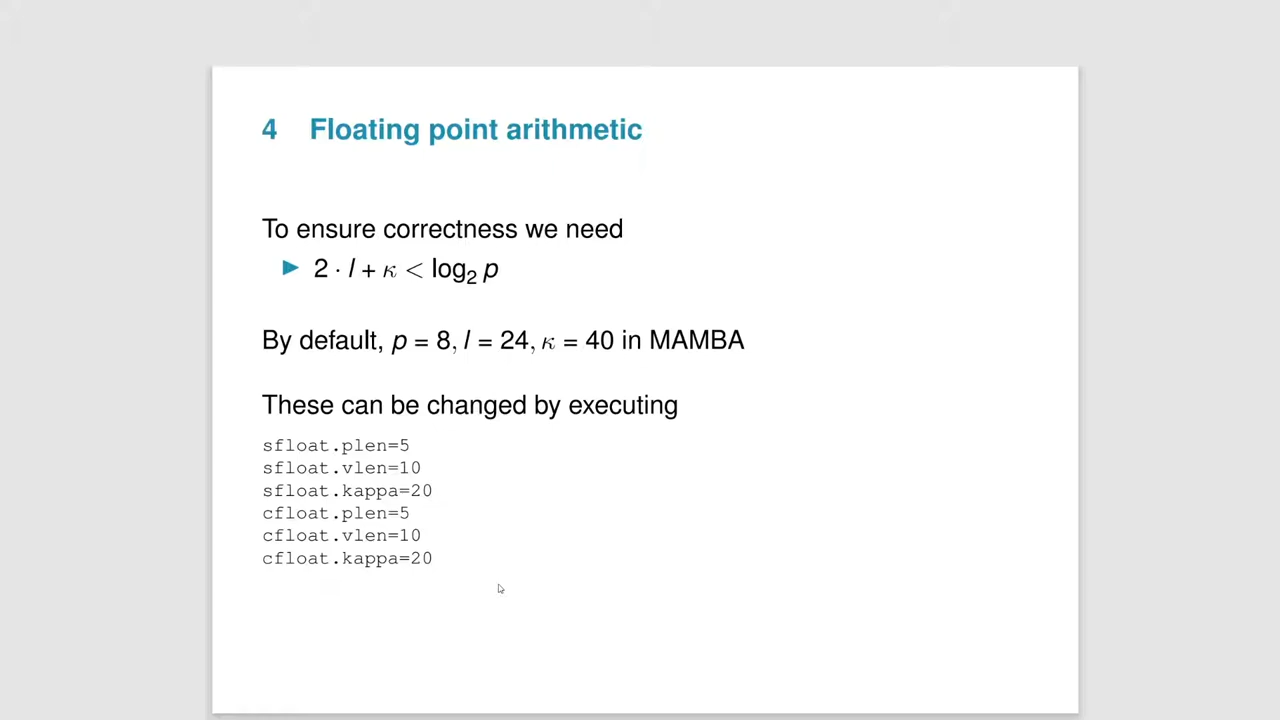 4 Floating point arithmetic
To ensure correctness we need
▶ 2 · l + κ < log₂ p
By default, p = 8, l = 24, κ = 40 in MAMBA
These can be changed by executing
sfloat.plen=5
sfloat.vlen=10
sfloat.kappa=20
cfloat.plen=5
cfloat.vlen=10
cfloat.kappa=20